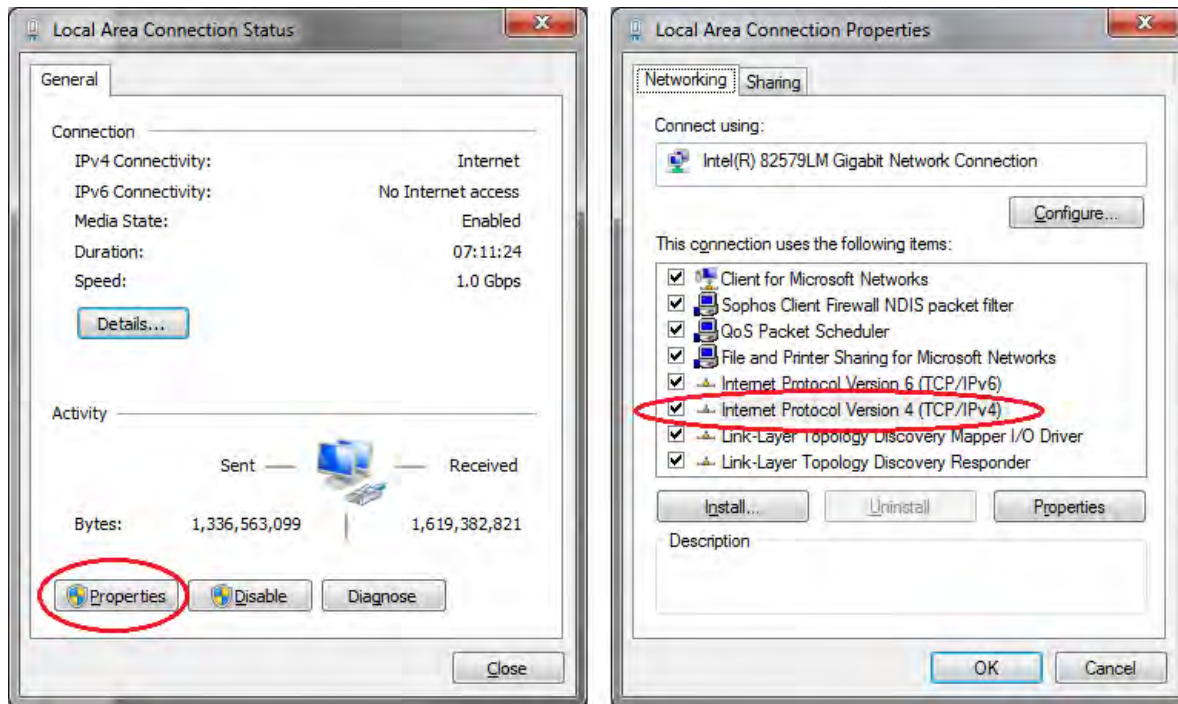 Local Area Connection Status
General
Connection
IPv4 Connectivity: Internet
IPv6 Connectivity: No Internet access
Media State: Enabled
Duration: 07:11:24
Speed: 1.0 Gbps
Details...
Activity
Sent Received
Bytes: 1,336,563,099 1,619,382,821
Properties Disable Diagnose
Close
Local Area Connection Properties
Networking Sharing
Connect using:
Intel(R) 82579LM Gigabit Network Connection
Configure...
This connection uses the following items:
Client for Microsoft Networks
Sophos Client Firewall NDIS packet filter
QoS Packet Scheduler
File and Printer Sharing for Microsoft Networks
Internet Protocol Version 6 (TCP/IPv6)
Internet Protocol Version 4 (TCP/IPv4)
Link-Layer Topology Discovery Mapper I/O Driver
Link-Layer Topology Discovery Responder
Install... Uninstall Properties
Description
OK Cancel